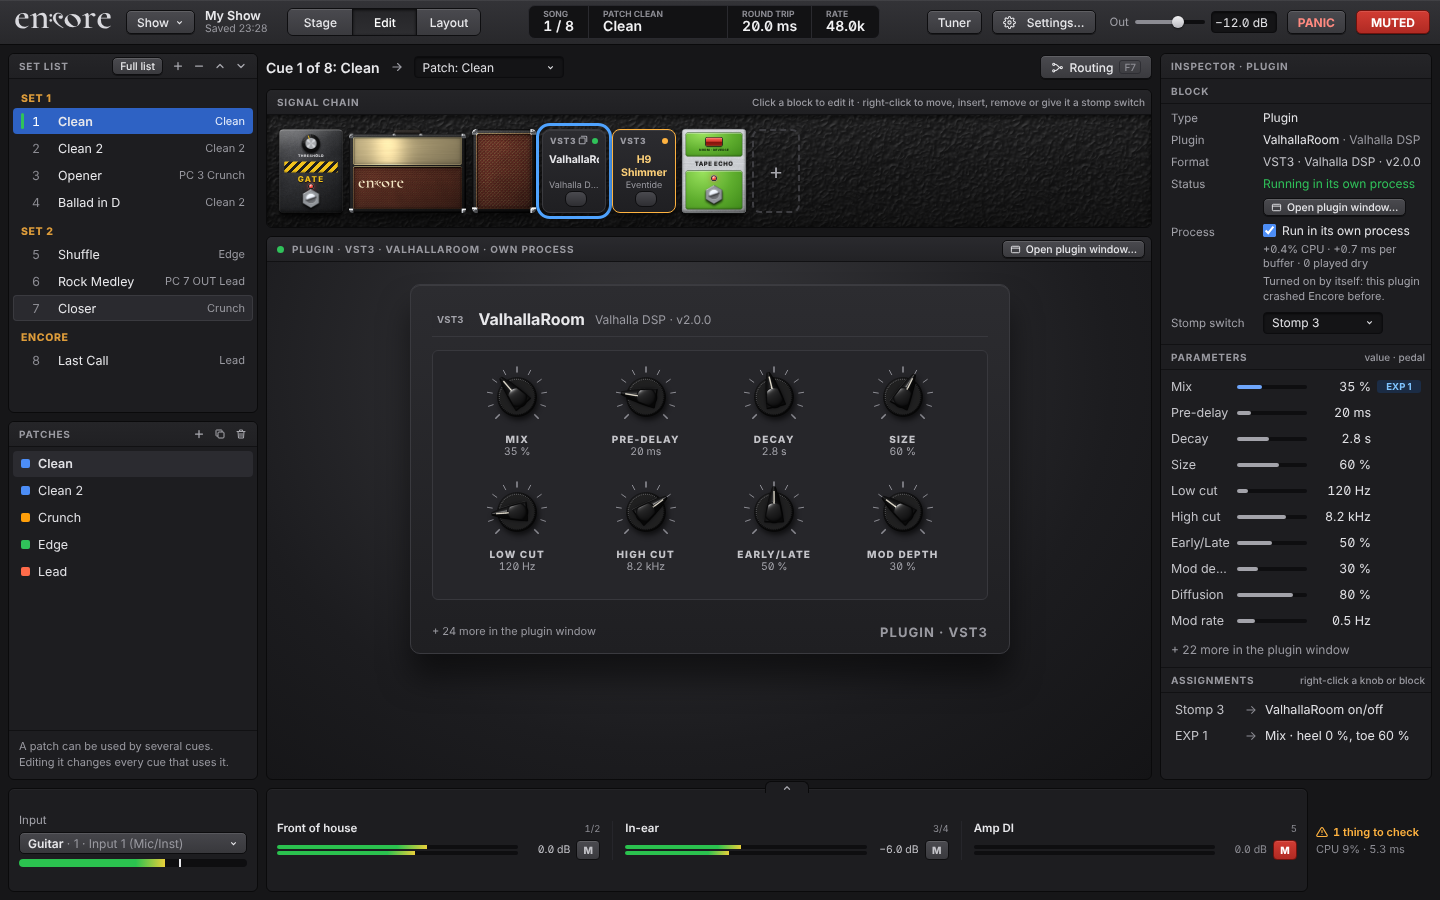 encore
Show
My Show
Saved 23:28
Stage
Edit
Layout
SONG
1 / 8
PATCH CLEAN
Clean
ROUND TRIP
20.0 ms
RATE
48.0k
Tuner
Settings...
Out
−12.0 dB
PANIC
MUTED
SET LIST
Full list
SET 1
1 Clean Clean
2 Clean 2 Clean 2
3 Opener PC 3 Crunch
4 Ballad in D Clean 2
SET 2
5 Shuffle Edge
6 Rock Medley PC 7 OUT Lead
7 Closer Crunch
ENCORE
8 Last Call Lead
PATCHES
Clean
Clean 2
Crunch
Edge
Lead
A patch can be used by several cues.
Editing it changes every cue that uses it.
Input
Guitar · 1 · Input 1 (Mic/Inst)
Cue 1 of 8: Clean → Patch: Clean
Routing F7
SIGNAL CHAIN
Click a block to edit it · right-click to move, insert, remove or give it a stomp switch
THRESHOLD
GATE
encore
VST3
ValhallaRo
Valhalla D...
VST3
H9
Shimmer
Eventide
TAPE ECHO
+
PLUGIN · VST3 · VALHALLAROOM · OWN PROCESS
Open plugin window...
VST3 ValhallaRoom Valhalla DSP · v2.0.0
MIX
35 %
PRE-DELAY
20 ms
DECAY
2.8 s
SIZE
60 %
LOW CUT
120 Hz
HIGH CUT
8.2 kHz
EARLY/LATE
50 %
MOD DEPTH
30 %
+ 24 more in the plugin window
PLUGIN · VST3
Front of house 1/2
0.0 dB M
In-ear 3/4
−6.0 dB M
Amp DI 5
0.0 dB M
INSPECTOR · PLUGIN
BLOCK
Type Plugin
Plugin ValhallaRoom · Valhalla DSP
Format VST3 · Valhalla DSP · v2.0.0
Status Running in its own process
Open plugin window...
Process Run in its own process
+0.4% CPU · +0.7 ms per
buffer · 0 played dry
Turned on by itself: this plugin
crashed Encore before.
Stomp switch Stomp 3
PARAMETERS value · pedal
Mix 35 % EXP 1
Pre-delay 20 ms
Decay 2.8 s
Size 60 %
Low cut 120 Hz
High cut 8.2 kHz
Early/Late 50 %
Mod de... 30 %
Diffusion 80 %
Mod rate 0.5 Hz
+ 22 more in the plugin window
ASSIGNMENTS right-click a knob or block
Stomp 3 → ValhallaRoom on/off
EXP 1 → Mix · heel 0 %, toe 60 %
1 thing to check
CPU 9% · 5.3 ms